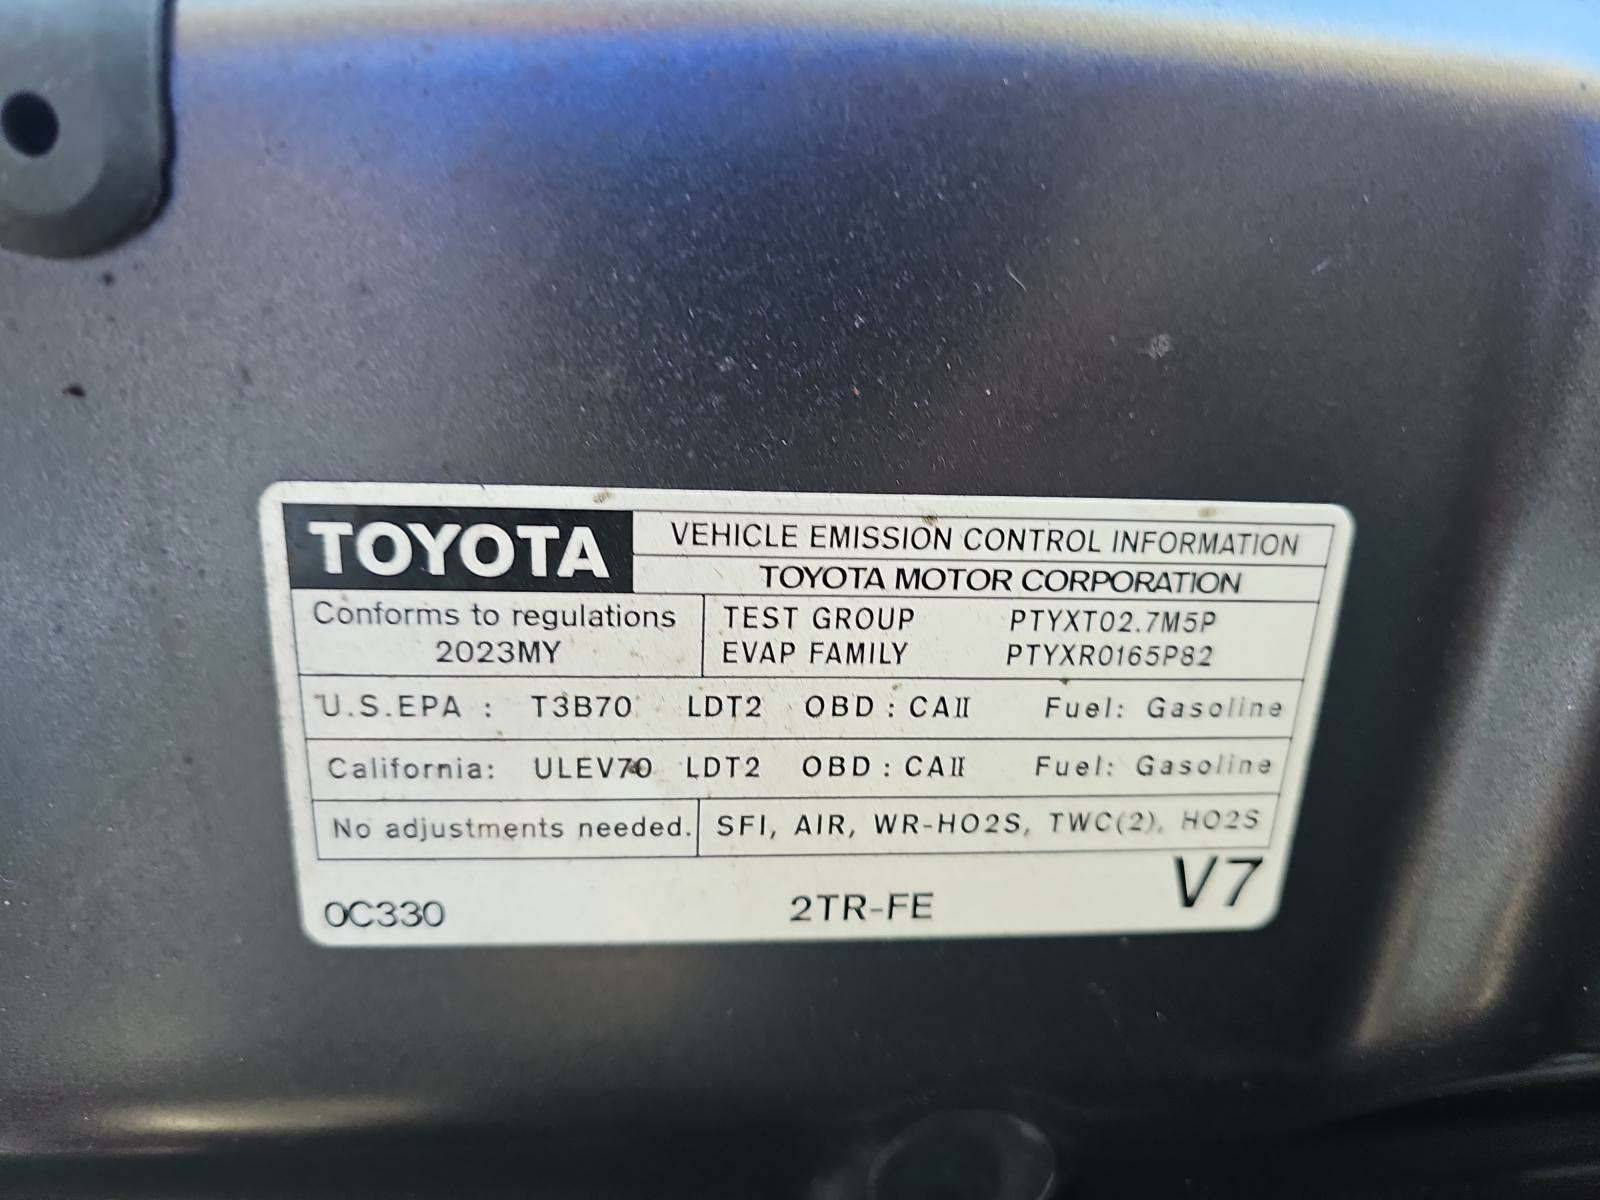 TOYOTA
VEHICLE EMISSION CONTROL INFORMATION
TOYOTA MOTOR CORPORATION
Conforms to regulations
2023MY
TEST GROUP PTYXT02.7M5P
EVAP FAMILY PTYXR0165P82
U.S.EPA : T3B70 LDT2 OBD : CAII Fuel: Gasoline
California: ULEV70 LDT2 OBD : CAII Fuel: Gasoline
No adjustments needed. SFI, AIR, WR-HO2S, TWC(2), HO2S
0C330 2TR-FE V7